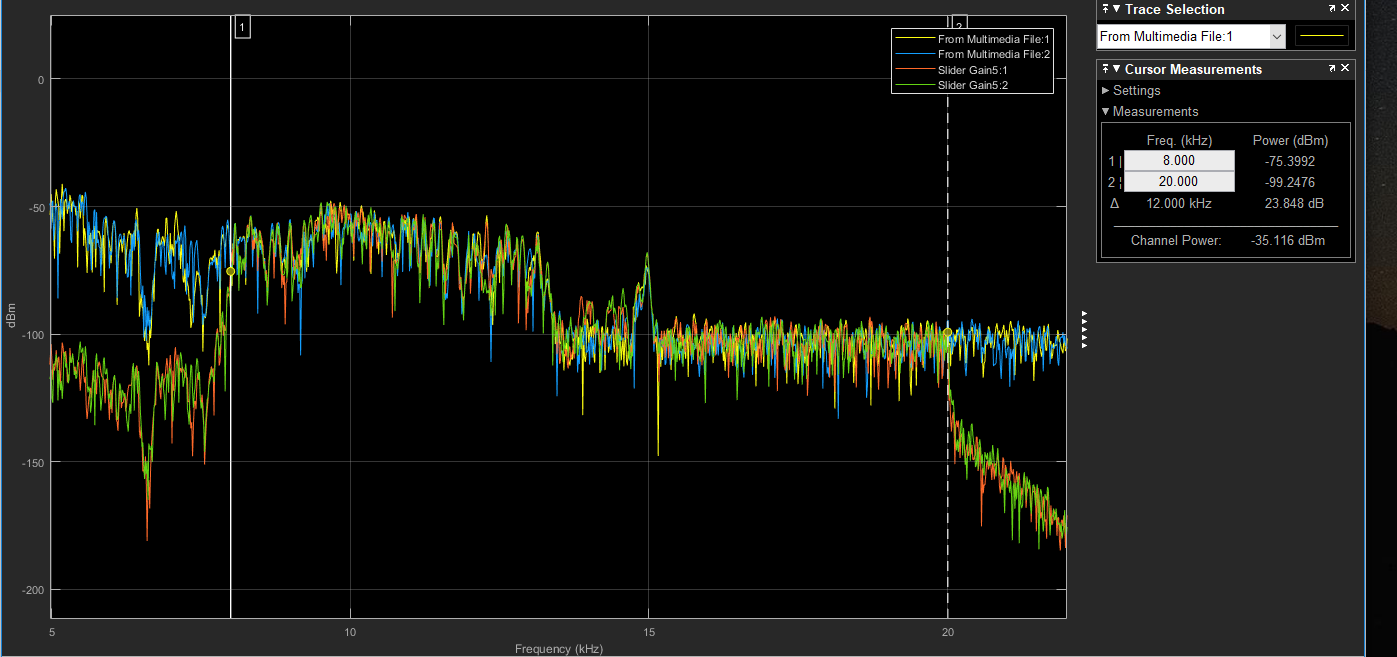 1
2
From Multimedia File:1
From Multimedia File:2
Slider Gain5:1
Slider Gain5:2
0
-50
-100
-150
-200
dBm
5
10
15
20
Frequency (kHz)
Trace Selection
From Multimedia File:1
Cursor Measurements
Settings
Measurements
Freq. (kHz) Power (dBm)
1 | 8.000 -75.3992
2 ¦ 20.000 -99.2476
Δ 12.000 kHz 23.848 dB
Channel Power: -35.116 dBm